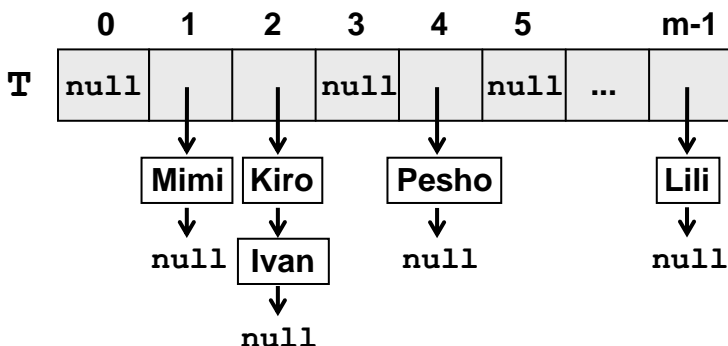 0 1 2 3 4 5 m-1
T null null null ...
Mimi Kiro Pesho Lili
null Ivan null null
null